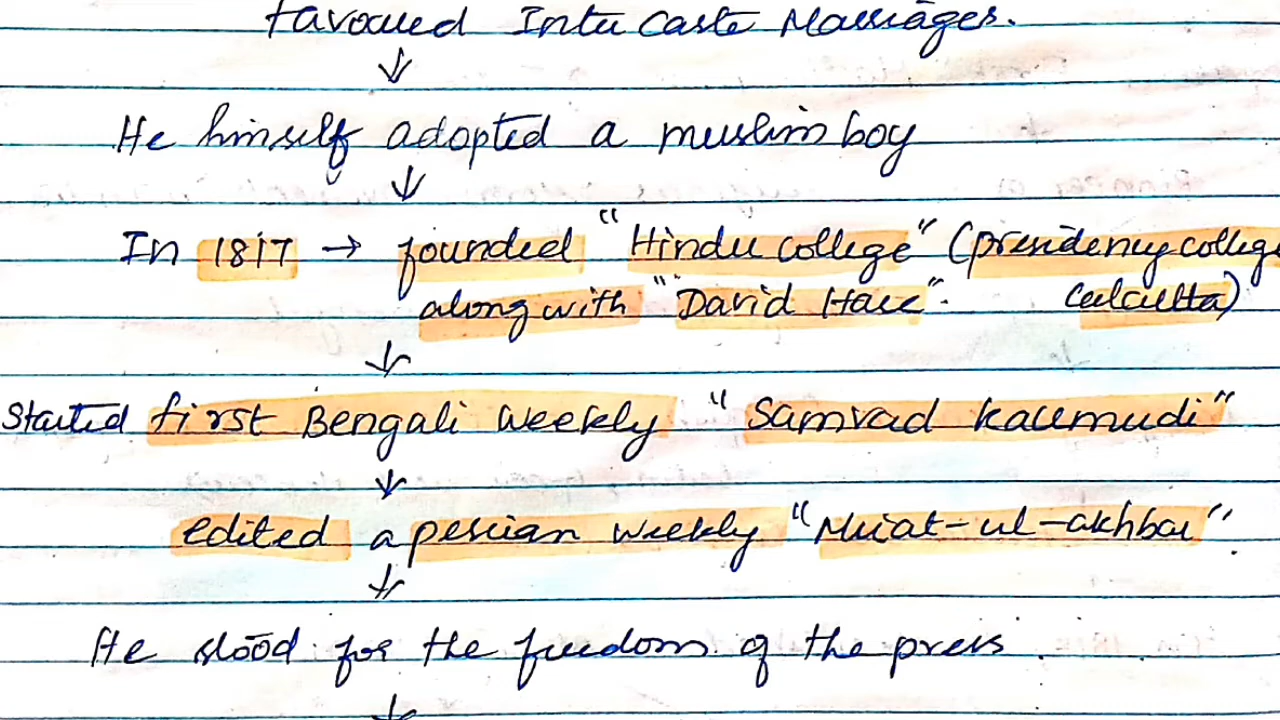 favoured Inter Caste Marriages.
He himself adopted a muslim boy
In 1817 → founded "Hindu college" (presidency colleg
along with "David Hare". Calcutta)
Started first Bengali weekly "Samvad kaumudi"
edited a persian weekly "Mirat-ul-akhbar".
He stood for the freedom of the press.